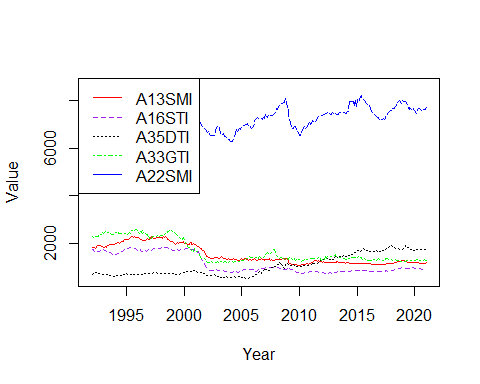 A13SMI
A16STI
A35DTI
A33GTI
A22SMI
Value
2000
6000
1995
2000
2005
2010
2015
2020
Year